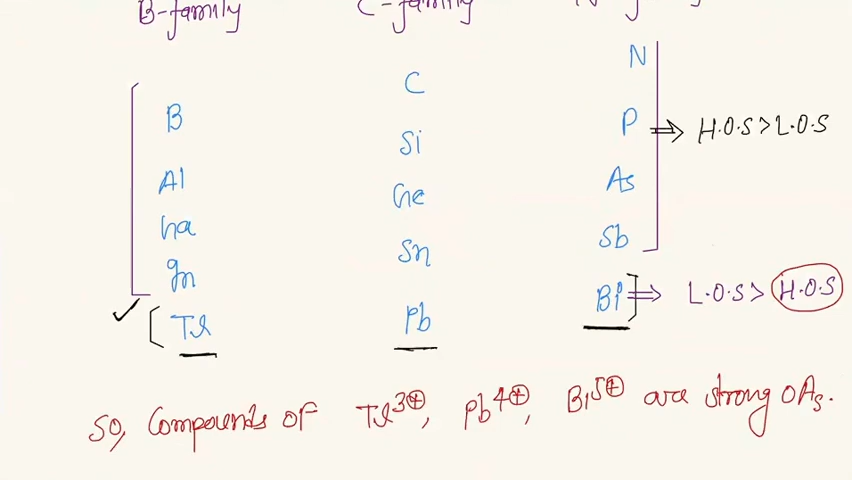 B-family C-family
C N
B P ⇒ H.O.S > L.O.S
Si
Al Ge As
Ga Sn Sb
In
Tl Pb Bi ⇒ L.O.S > H.O.S
So, Compounds of Tl3⊕, Pb4⊕, Bi5⊕ are strong OAs.